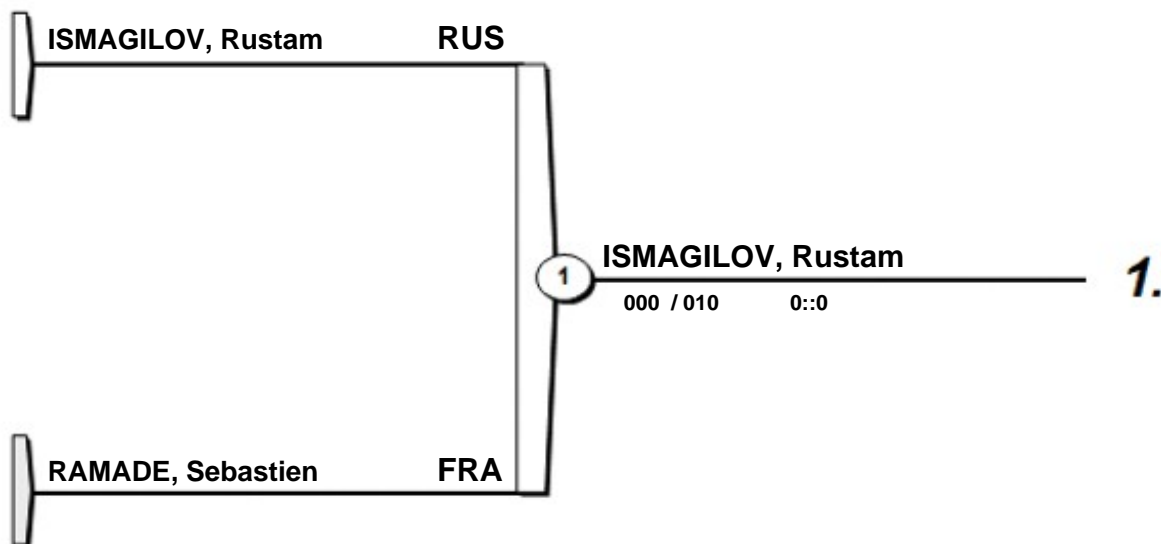 ISMAGILOV, Rustam RUS
1 ISMAGILOV, Rustam 1.
000 / 010 0::0
RAMADE, Sebastien FRA